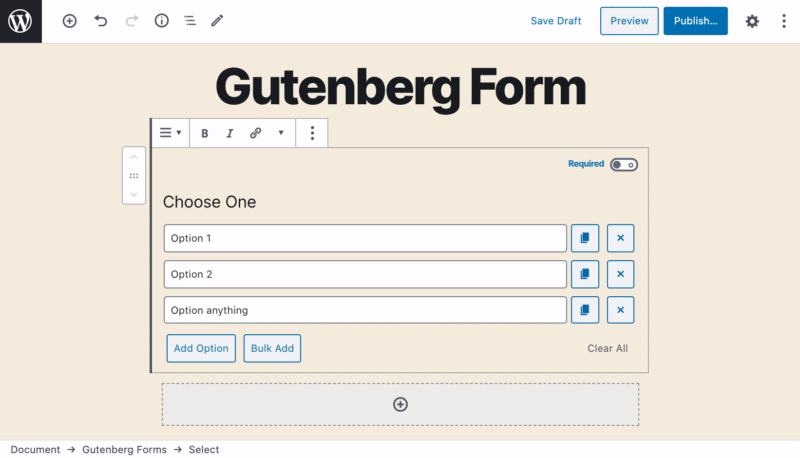 Save Draft Preview Publish...
Gutenberg Form
B I
Required
Choose One
Option 1
Option 2
Option anything
Add Option Bulk Add Clear All
Document → Gutenberg Forms → Select